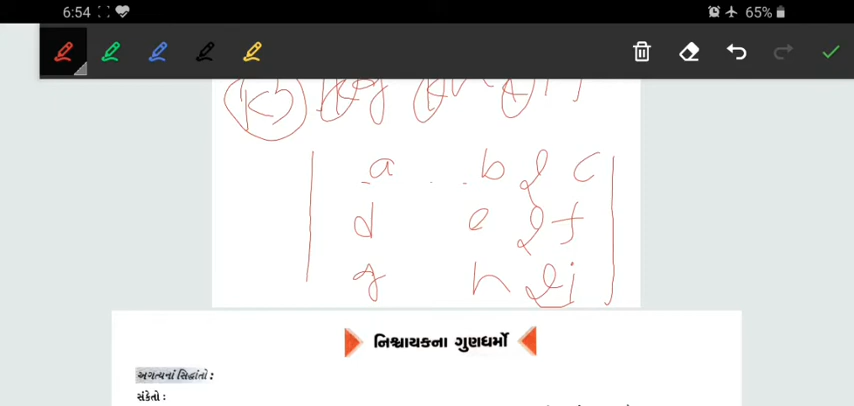 6:54 65%
a b l c
d e l f
g h l i
નિશ્ચાયકના ગુણધર્મો
અગત્યનાં સિદ્ધાંતો :
સંકેતો :